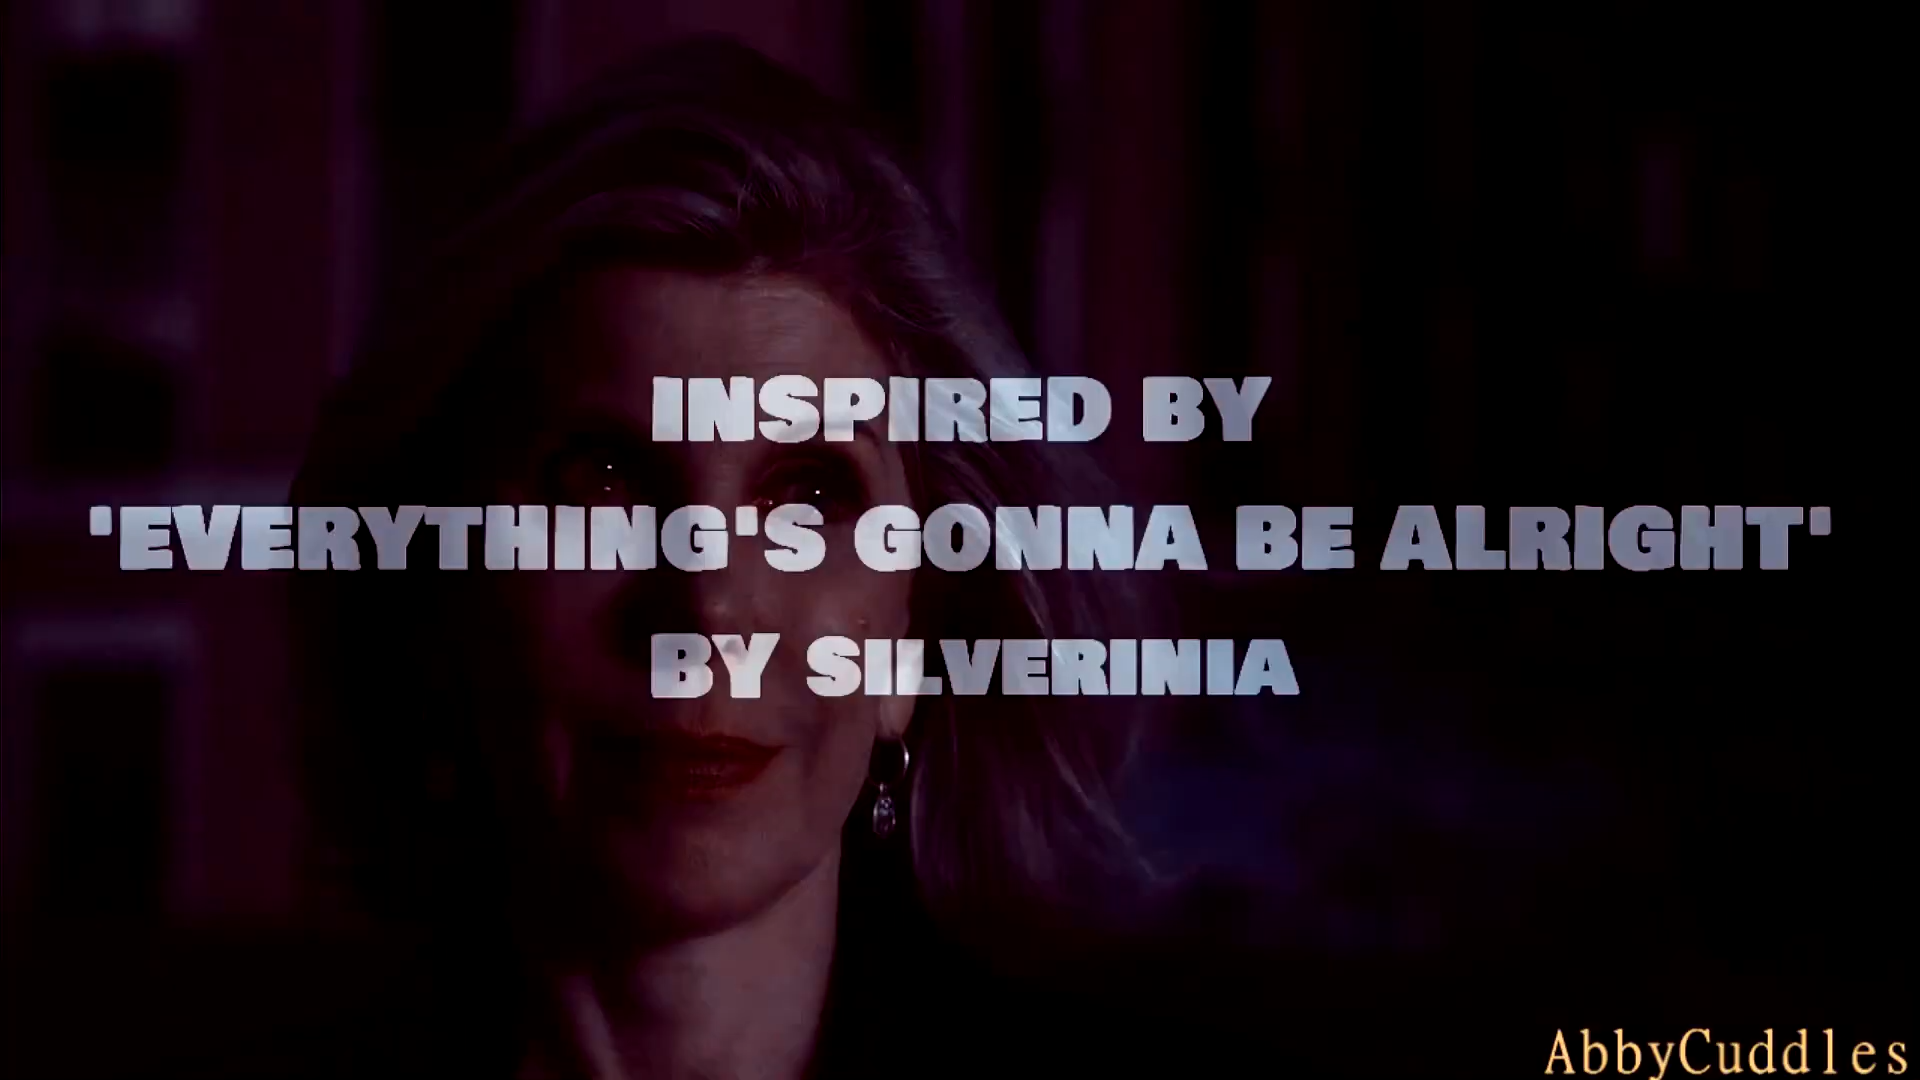 INSPIRED BY
'EVERYTHING'S GONNA BE ALRIGHT'
BY SILVERINIA
AbbyCuddles